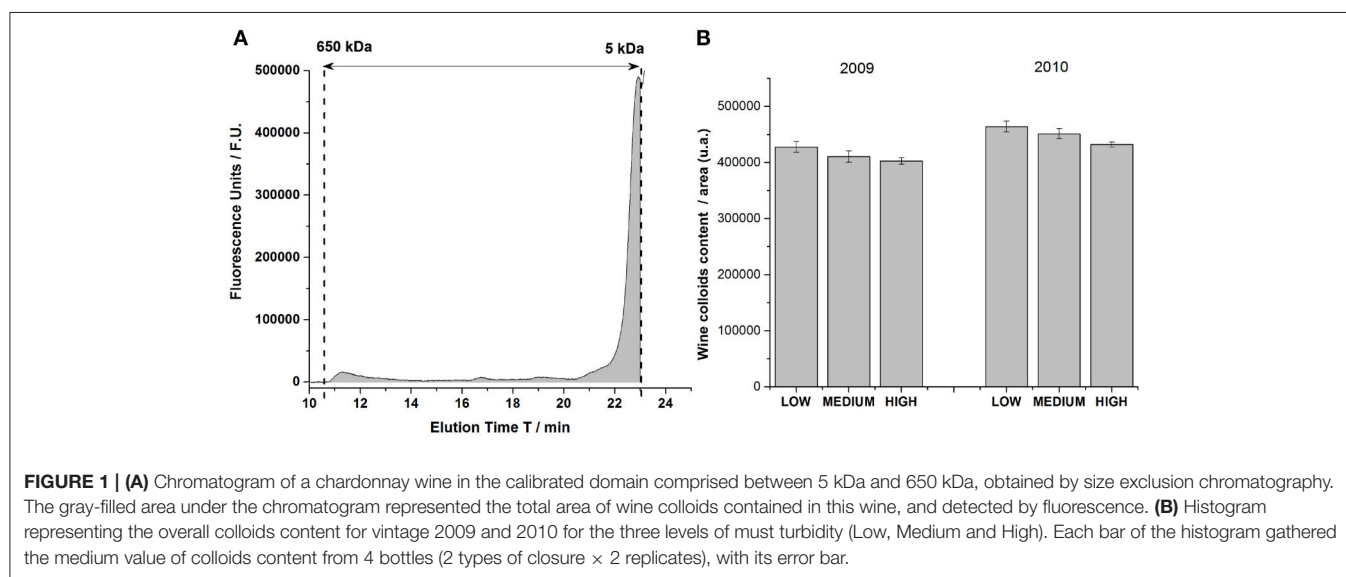 A
650 kDa
5 kDa
500000
400000
300000
200000
100000
0
Fluorescence Units / F.U.
10 12 14 16 18 20 22 24
Elution Time T / min
B
2009 2010
500000
400000
300000
200000
100000
0
Wine colloids content / area (u.a.)
LOW MEDIUM HIGH LOW MEDIUM HIGH
FIGURE 1 | (A) Chromatogram of a chardonnay wine in the calibrated domain comprised between 5 kDa and 650 kDa, obtained by size exclusion chromatography.
The gray-filled area under the chromatogram represented the total area of wine colloids contained in this wine, and detected by fluorescence. (B) Histogram
representing the overall colloids content for vintage 2009 and 2010 for the three levels of must turbidity (Low, Medium and High). Each bar of the histogram gathered
the medium value of colloids content from 4 bottles (2 types of closure × 2 replicates), with its error bar.